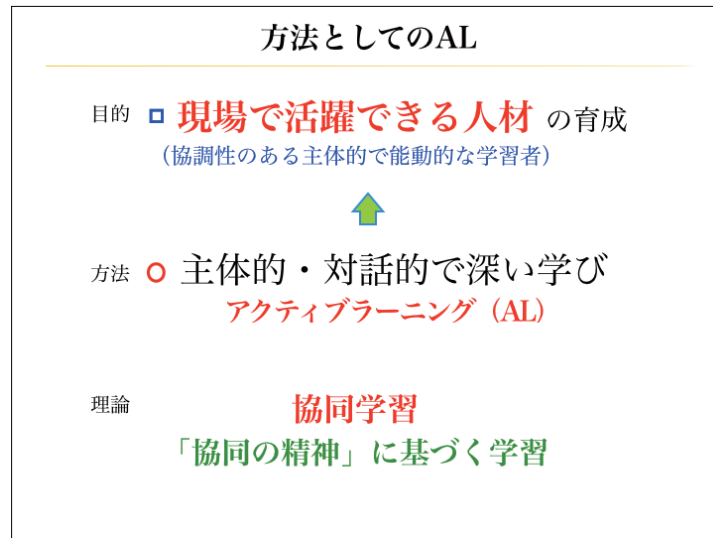 方法としてのAL
目的 現場で活躍できる人材 の育成
（協調性のある主体的で能動的な学習者）
方法 主体的・対話的で深い学び
アクティブラーニング（AL）
理論 協同学習
「協同の精神」に基づく学習